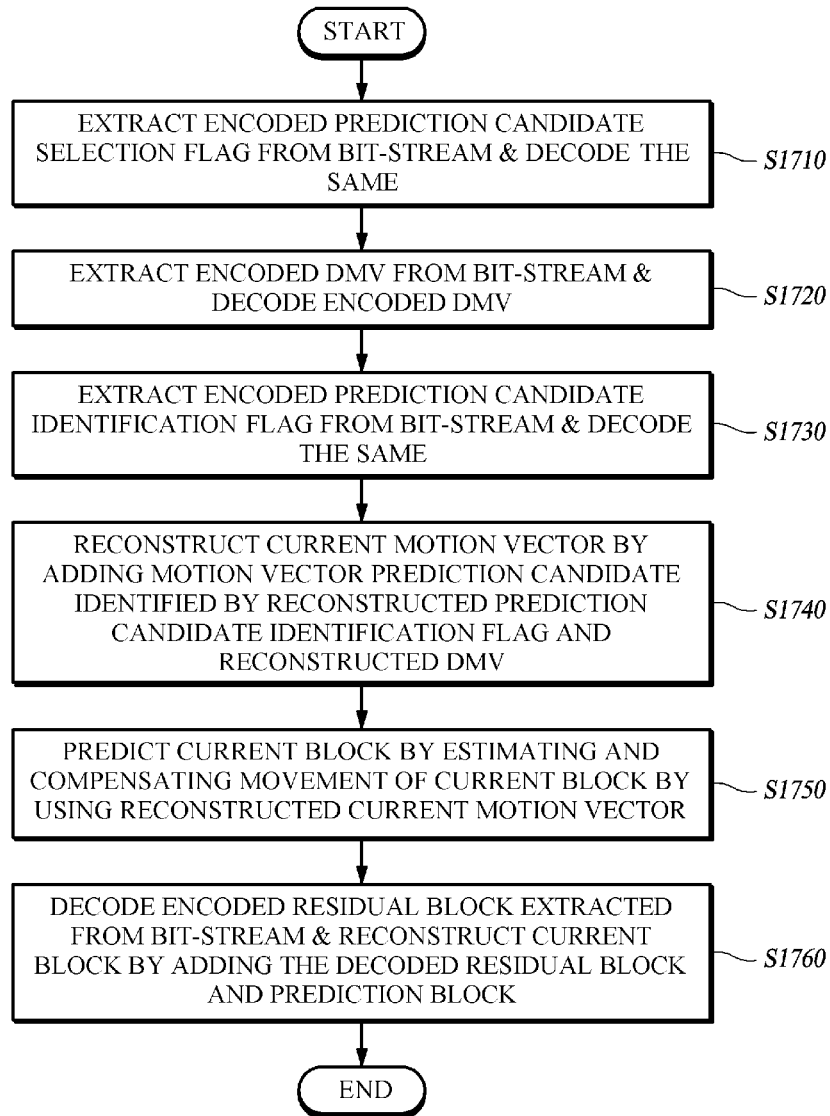 START
EXTRACT ENCODED PREDICTION CANDIDATE
SELECTION FLAG FROM BIT-STREAM & DECODE THE
SAME
S1710
EXTRACT ENCODED DMV FROM BIT-STREAM &
DECODE ENCODED DMV
S1720
EXTRACT ENCODED PREDICTION CANDIDATE
IDENTIFICATION FLAG FROM BIT-STREAM & DECODE
THE SAME
S1730
RECONSTRUCT CURRENT MOTION VECTOR BY
ADDING MOTION VECTOR PREDICTION CANDIDATE
IDENTIFIED BY RECONSTRUCTED PREDICTION
CANDIDATE IDENTIFICATION FLAG AND
RECONSTRUCTED DMV
S1740
PREDICT CURRENT BLOCK BY ESTIMATING AND
COMPENSATING MOVEMENT OF CURRENT BLOCK BY
USING RECONSTRUCTED CURRENT MOTION VECTOR
S1750
DECODE ENCODED RESIDUAL BLOCK EXTRACTED
FROM BIT-STREAM & RECONSTRUCT CURRENT
BLOCK BY ADDING THE DECODED RESIDUAL BLOCK
AND PREDICTION BLOCK
S1760
END